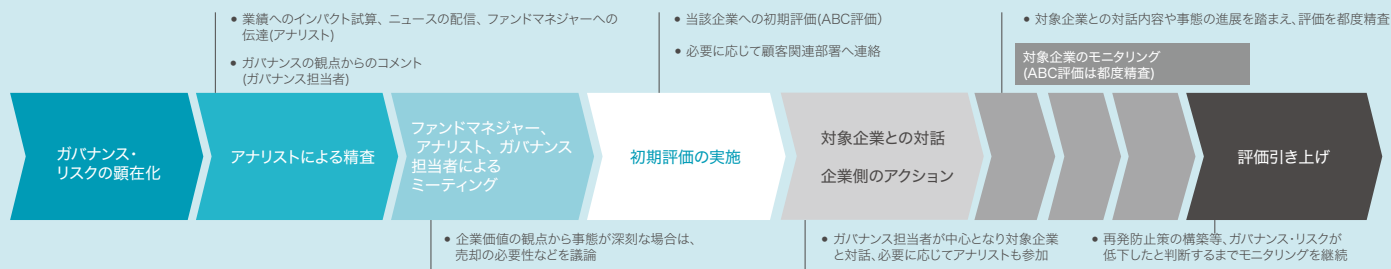 • 業績へのインパクト試算、ニュースの配信、ファンドマネジャーへの
伝達(アナリスト)
• ガバナンスの観点からのコメント
(ガバナンス担当者)
• 当該企業への初期評価(ABC評価)
• 必要に応じて顧客関連部署へ連絡
• 対象企業との対話内容や事態の進展を踏まえ、評価を都度精査
対象企業のモニタリング
(ABC評価は都度精査)
ガバナンス・
リスクの顕在化
アナリストによる精査
ファンドマネジャー、
アナリスト、ガバナンス
担当者による
ミーティング
初期評価の実施
対象企業との対話
企業側のアクション
評価引き上げ
• 企業価値の観点から事態が深刻な場合は、
売却の必要性などを議論
• ガバナンス担当者が中心となり対象企業
と対話、必要に応じてアナリストも参加
• 再発防止策の構築等、ガバナンス・リスクが
低下したと判断するまでモニタリングを継続